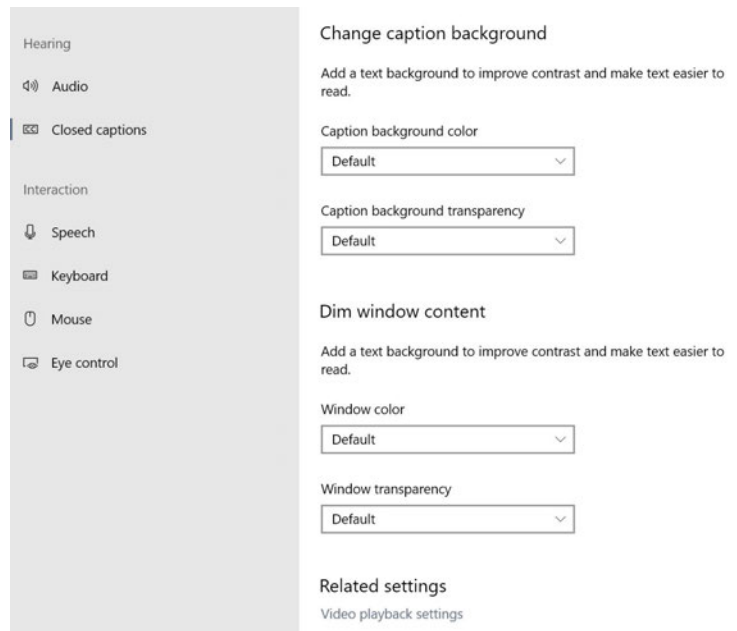 Hearing
Audio
Closed captions
Interaction
Speech
Keyboard
Mouse
Eye control
Change caption background
Add a text background to improve contrast and make text easier to
read.
Caption background color
Default
Caption background transparency
Default
Dim window content
Add a text background to improve contrast and make text easier to
read.
Window color
Default
Window transparency
Default
Related settings
Video playback settings